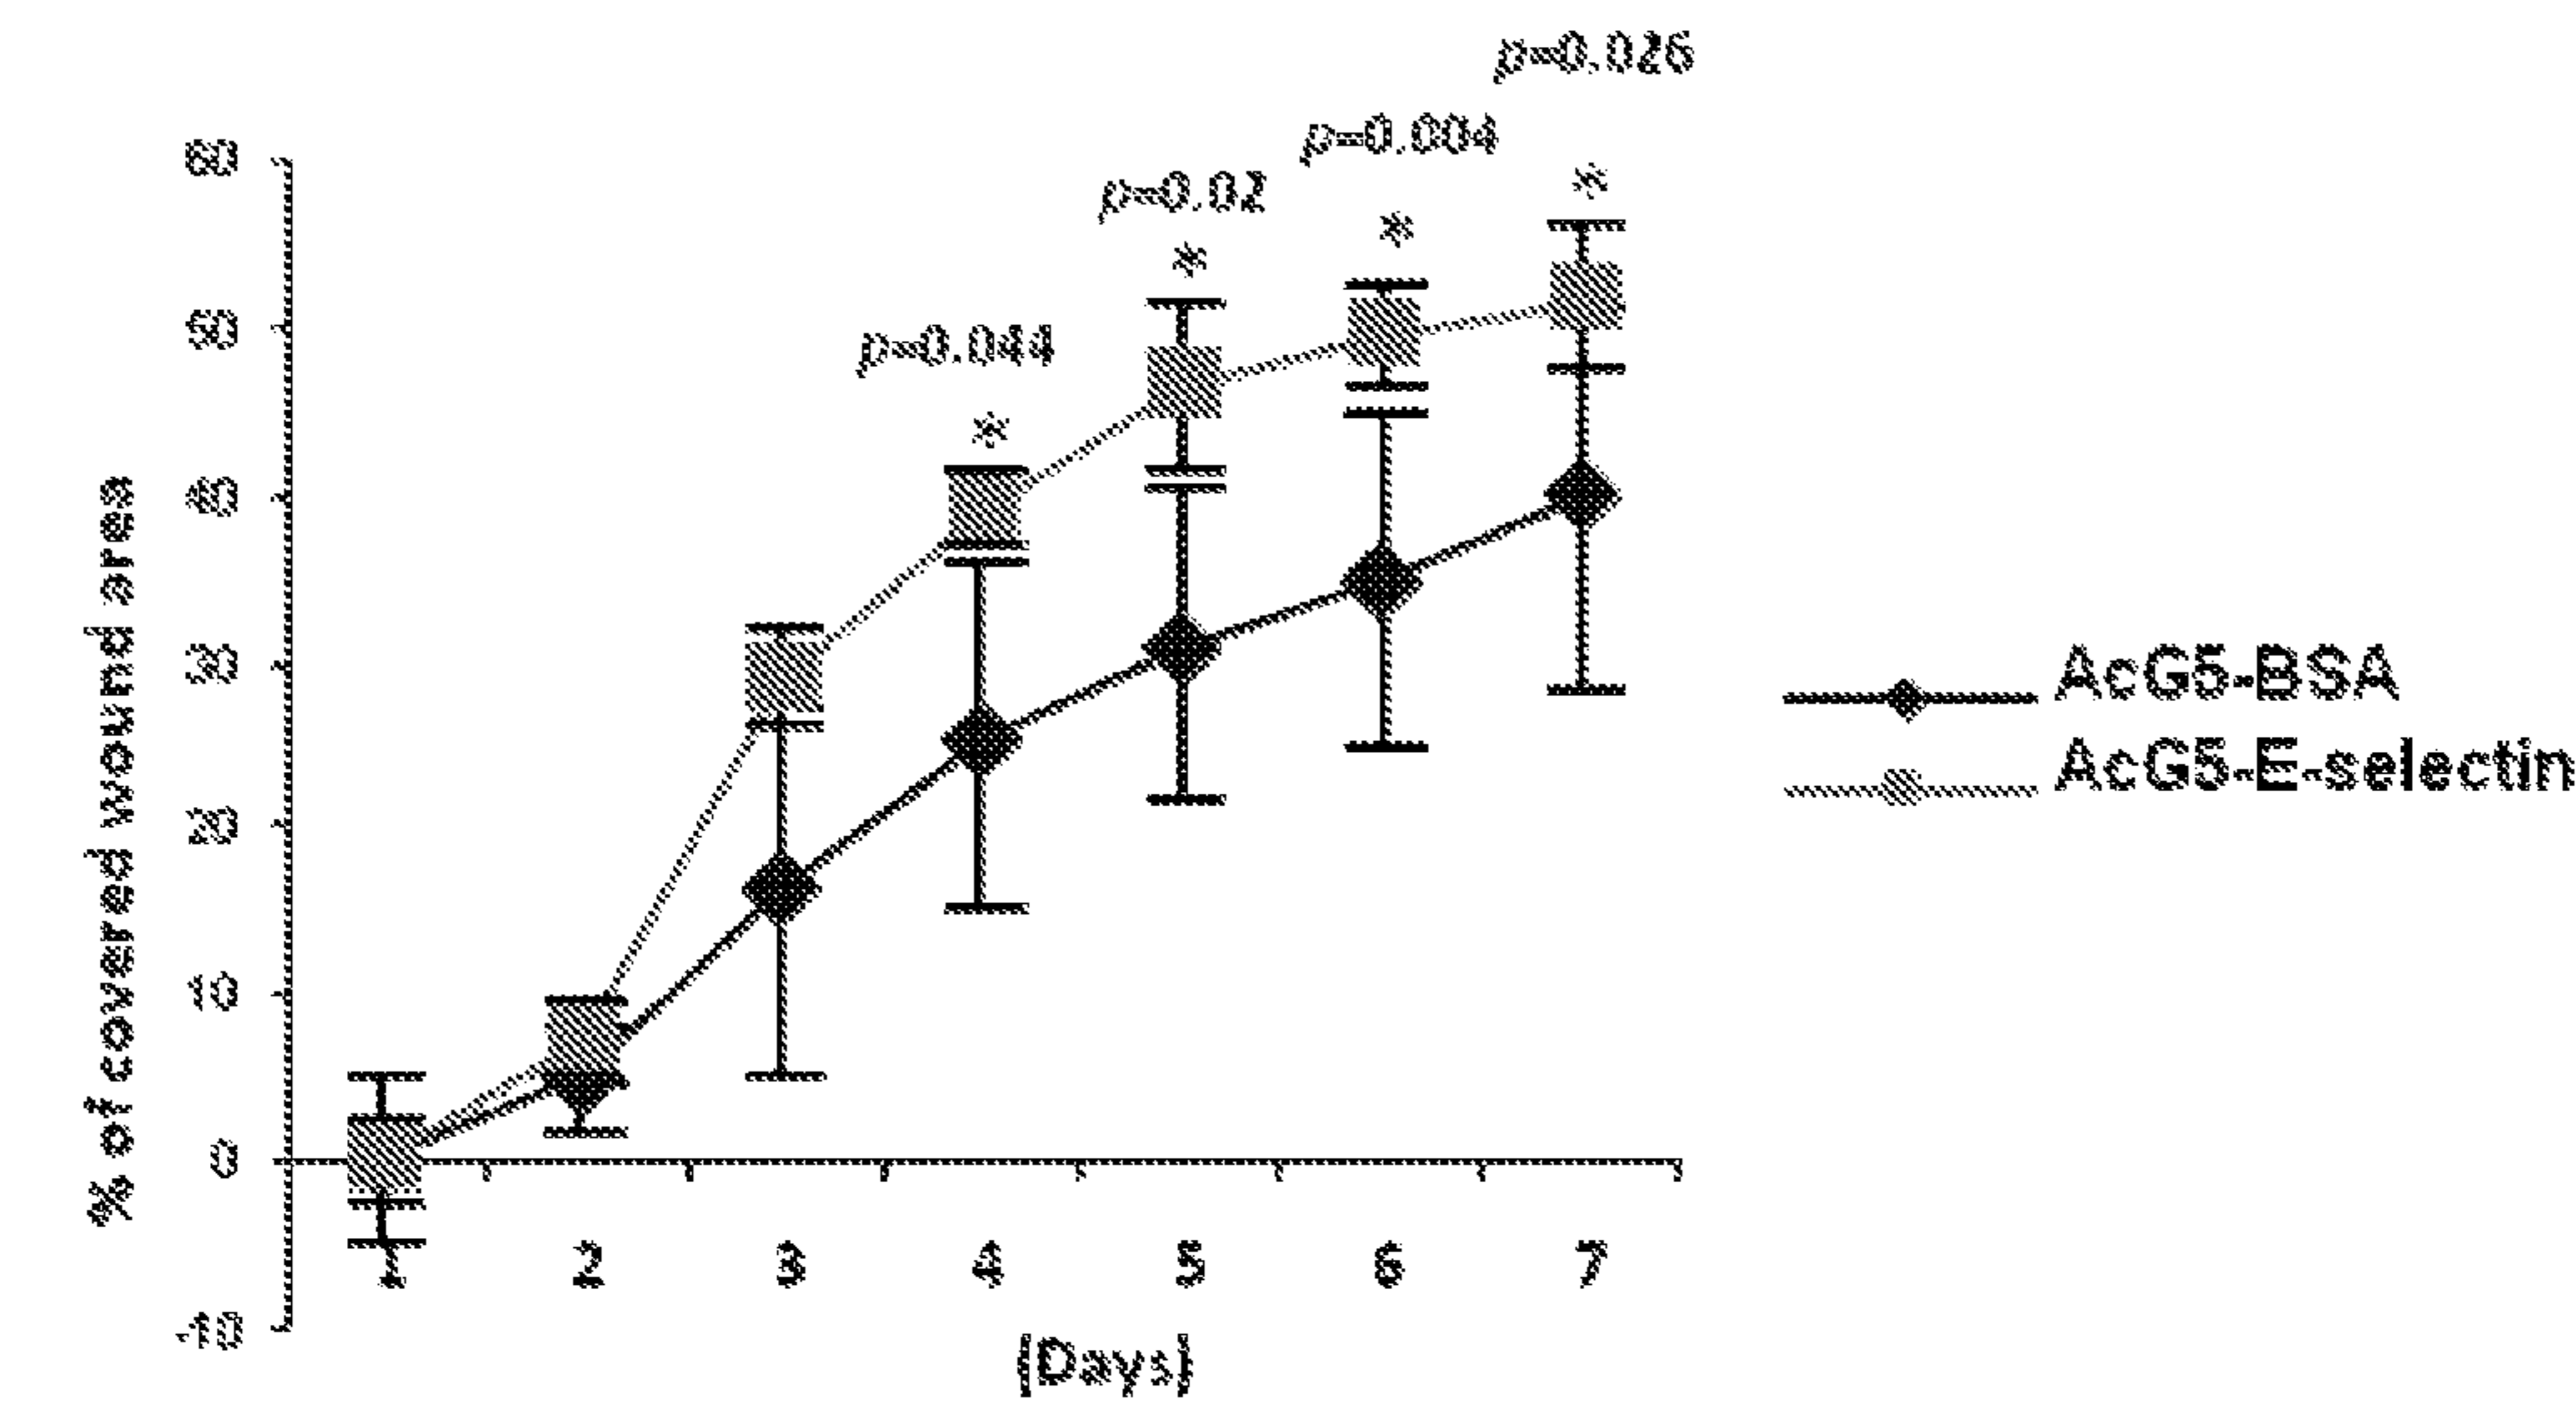 p=0.026
p=0.004
p=0.02
p=0.044
*
*
*
*
60
50
40
30
20
10
0
-10
% of covered wound area
1 2 3 4 5 6 7
(Days)
AcG5-BSA
AcG5-E-selectin